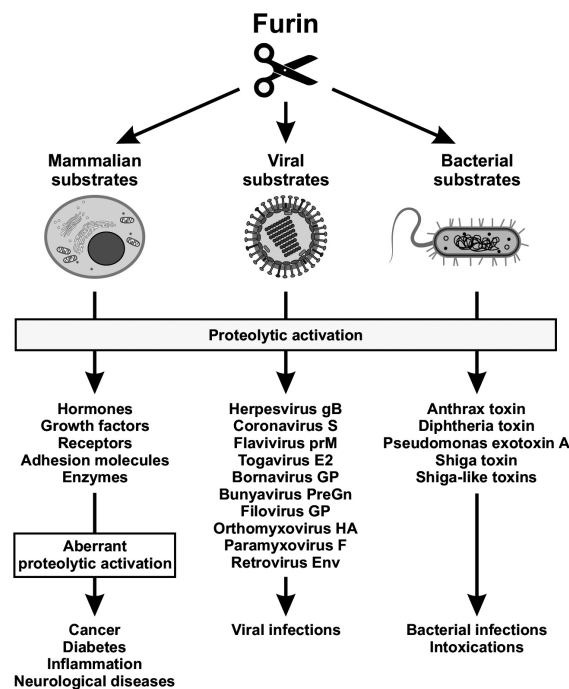 Furin
Mammalian
substrates
Viral
substrates
Bacterial
substrates
Proteolytic activation
Hormones
Growth factors
Receptors
Adhesion molecules
Enzymes
Aberrant
proteolytic activation
Cancer
Diabetes
Inflammation
Neurological diseases
Herpesvirus gB
Coronavirus S
Flavivirus prM
Togavirus E2
Bornavirus GP
Bunyavirus PreGn
Filovirus GP
Orthomyxovirus HA
Paramyxovirus F
Retrovirus Env
Viral infections
Anthrax toxin
Diphtheria toxin
Pseudomonas exotoxin A
Shiga toxin
Shiga-like toxins
Bacterial infections
Intoxications